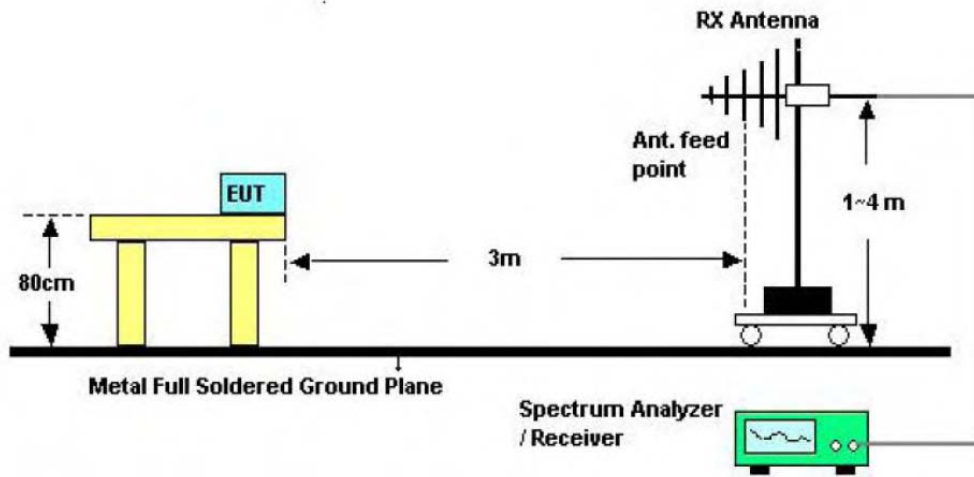 RX Antenna
Ant. feed
point
EUT
1~4 m
3m
80cm
Metal Full Soldered Ground Plane
Spectrum Analyzer
/ Receiver